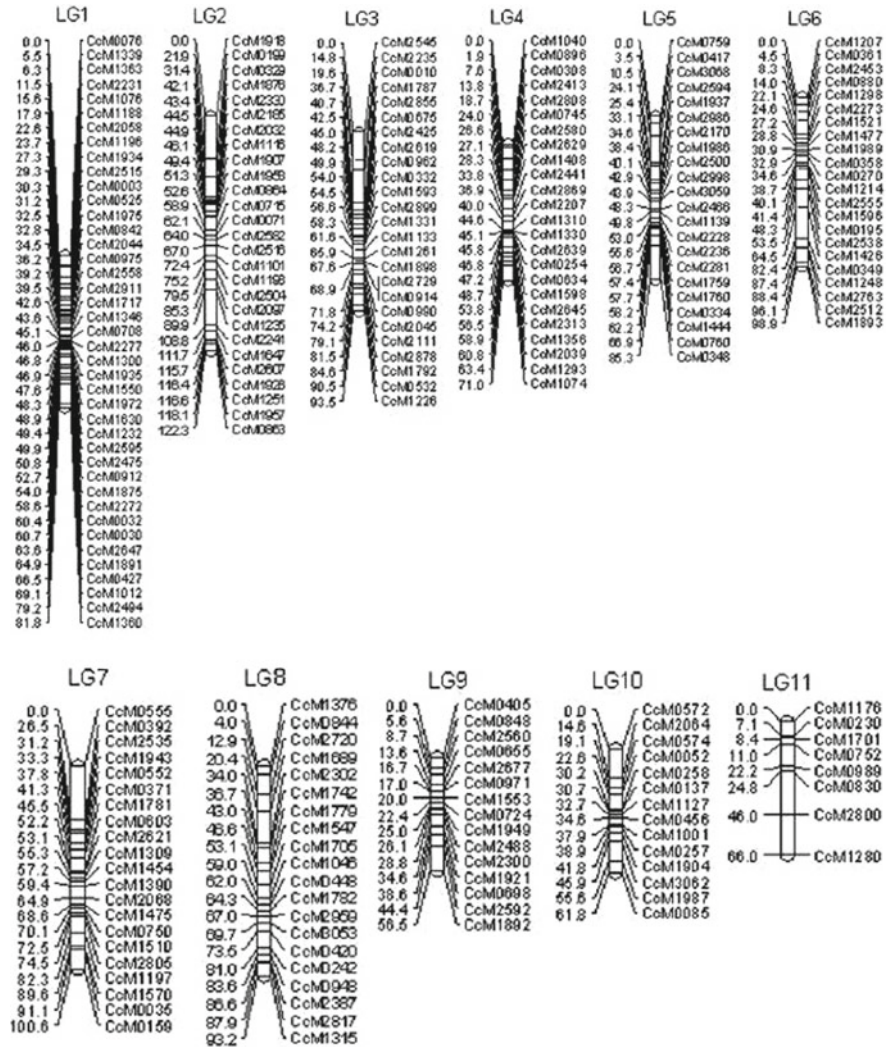 LG1
0.0 CcM0076
5.5 CcM1339
6.3 CcM1363
11.5 CcM2231
15.6 CcM1076
17.9 CcM1188
22.6 CcM2058
23.7 CcM1196
27.3 CcM1934
29.3 CcM2515
30.3 CcM0003
31.2 CcM0525
32.5 CcM1975
32.8 CcM0842
34.5 CcM2044
36.2 CcM0975
39.2 CcM2558
39.5 CcM2911
42.6 CcM1717
43.6 CcM1346
45.1 CcM0708
46.0 CcM2277
46.8 CcM1300
46.9 CcM1935
47.6 CcM1550
48.3 CcM1972
48.9 CcM1630
49.4 CcM1232
49.9 CcM2595
50.8 CcM2475
52.7 CcM0912
54.0 CcM1875
58.6 CcM2272
60.4 CcM0032
60.7 CcM0030
63.6 CcM2647
64.9 CcM1891
66.5 CcM0427
69.1 CcM1012
79.2 CcM2494
81.8 CcM1360
LG2
0.0 CcM1918
21.9 CcM0199
31.4 CcM0329
42.1 CcM1876
43.4 CcM2330
44.5 CcM2185
44.9 CcM2032
46.1 CcM1116
49.4 CcM1907
51.3 CcM1958
52.6 CcM0864
58.9 CcM0715
62.1 CcM0071
64.0 CcM2582
67.0 CcM2516
72.4 CcM1101
75.2 CcM1198
79.5 CcM2504
85.3 CcM2097
89.9 CcM1235
108.8 CcM2241
111.7 CcM1647
115.7 CcM2607
116.4 CcM1826
116.6 CcM1251
118.1 CcM1957
122.3 CcM0863
LG3
0.0 CcM2545
14.8 CcM2235
19.6 CcM0010
36.7 CcM1787
40.7 CcM2855
42.5 CcM0675
45.0 CcM2425
48.2 CcM2619
49.9 CcM0962
54.0 CcM0332
54.5 CcM1593
56.6 CcM2899
58.3 CcM1331
61.6 CcM1133
65.9 CcM1261
67.6 CcM1898
68.9 CcM2729
CcM0914
71.8 CcM0990
74.2 CcM2045
79.1 CcM2111
81.5 CcM2878
84.6 CcM1792
90.5 CcM0532
93.5 CcM1226
LG4
0.0 CcM1040
1.9 CcM0896
7.6 CcM0308
13.8 CcM2413
18.7 CcM2808
24.0 CcM0745
26.6 CcM2580
27.1 CcM2629
28.3 CcM1408
33.8 CcM2441
36.9 CcM2869
40.0 CcM2207
44.6 CcM1310
45.1 CcM1330
45.8 CcM2639
46.8 CcM0254
47.2 CcM0634
48.7 CcM1598
53.8 CcM2645
56.5 CcM2313
58.9 CcM1356
60.8 CcM2039
63.4 CcM1293
71.0 CcM1074
LG5
0.0 CcM0759
3.5 CcM0417
10.5 CcM3068
24.1 CcM2594
25.4 CcM1937
33.1 CcM2986
34.6 CcM2170
38.4 CcM1986
40.1 CcM2500
42.9 CcM2998
43.9 CcM3059
48.3 CcM2466
49.8 CcM1139
53.0 CcM2228
55.6 CcM2236
56.7 CcM2281
57.4 CcM1759
57.7 CcM1760
58.2 CcM0334
62.2 CcM1444
66.9 CcM0760
85.3 CcM0348
LG6
0.0 CcM1207
4.5 CcM0361
8.3 CcM2453
14.0 CcM0880
22.1 CcM1298
24.6 CcM2273
27.2 CcM1521
28.8 CcM1477
30.9 CcM1989
32.9 CcM0358
34.6 CcM0270
38.7 CcM1214
40.1 CcM2555
41.4 CcM1596
48.3 CcM0195
53.5 CcM2538
64.5 CcM1426
82.4 CcM0349
87.4 CcM1248
88.4 CcM2763
96.1 CcM2512
98.9 CcM1893
LG7
0.0 CcM0555
26.5 CcM0392
31.2 CcM2535
33.3 CcM1943
37.8 CcM0552
41.3 CcM0371
46.5 CcM1781
52.2 CcM0603
53.1 CcM2621
55.3 CcM1309
57.2 CcM1454
59.4 CcM1390
64.9 CcM2068
68.6 CcM1475
70.1 CcM0750
72.5 CcM1510
74.5 CcM2805
82.3 CcM1197
89.6 CcM1570
91.1 CcM0035
100.6 CcM0159
LG8
0.0 CcM1376
4.0 CcM0844
12.9 CcM2720
20.4 CcM1689
34.0 CcM2302
36.7 CcM1742
43.0 CcM1779
46.6 CcM1547
53.1 CcM1705
59.0 CcM1046
62.0 CcM0448
64.3 CcM1782
67.0 CcM2959
69.7 CcM3053
73.5 CcM0420
81.0 CcM0242
83.6 CcM0948
86.6 CcM2387
87.9 CcM2817
93.2 CcM1315
LG9
0.0 CcM0405
5.6 CcM0848
8.7 CcM2560
13.6 CcM0655
16.7 CcM2677
17.0 CcM0971
20.0 CcM1553
22.4 CcM0724
25.0 CcM1949
26.1 CcM2488
28.8 CcM2300
34.6 CcM1921
38.6 CcM0698
44.4 CcM2592
56.5 CcM1892
LG10
0.0 CcM0572
14.6 CcM2064
19.1 CcM0574
22.6 CcM0052
30.2 CcM0258
30.7 CcM1127
32.7 CcM0456
34.6 CcM1001
37.9 CcM0257
38.9 CcM1904
41.8 CcM3062
45.9 CcM1987
55.6 CcM0085
61.8
LG11
0.0 CcM1176
7.1 CcM0230
8.4 CcM1701
11.0 CcM0752
22.2 CcM0989
24.8 CcM0830
46.0 CcM2800
66.0 CcM1280